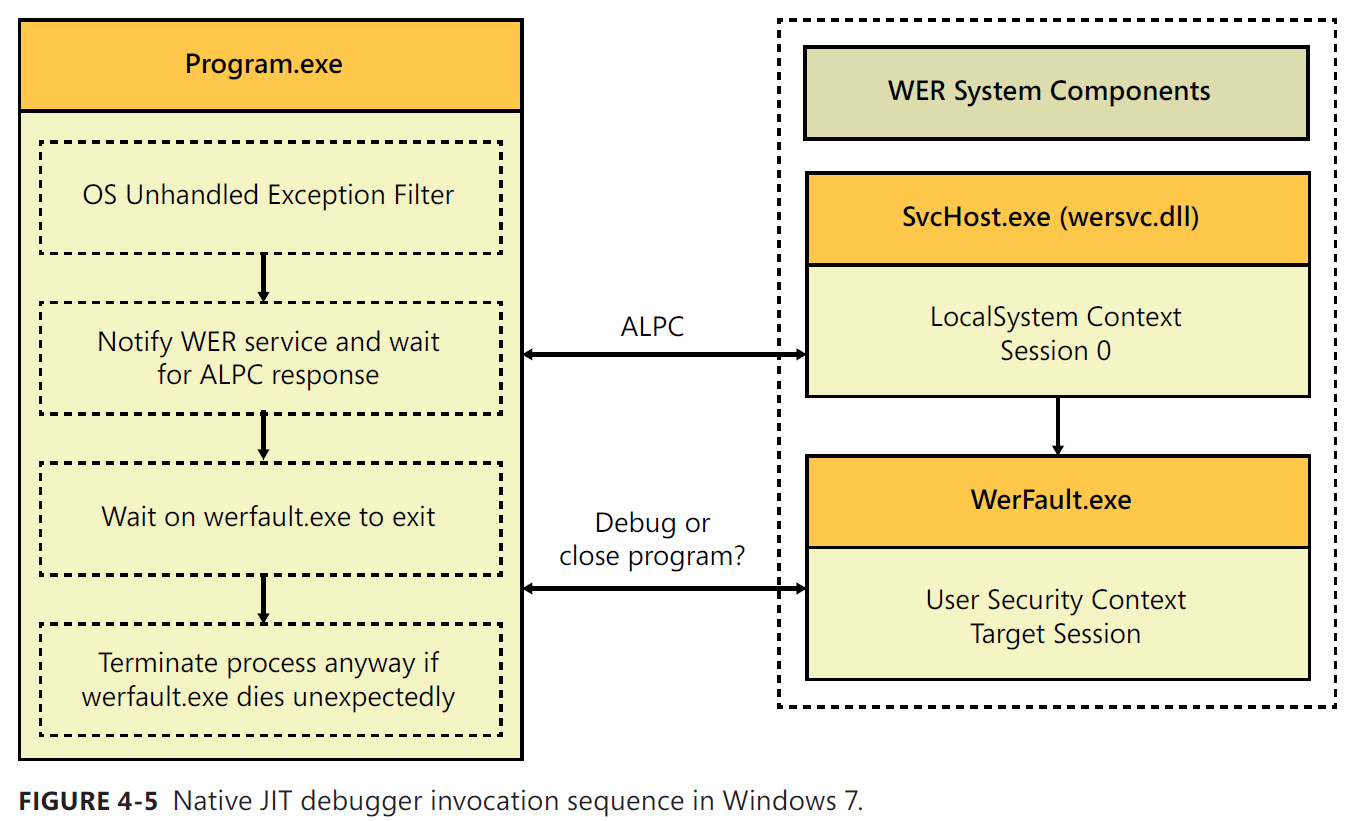 Program.exe
OS Unhandled Exception Filter
Notify WER service and wait
for ALPC response
Wait on werfault.exe to exit
Terminate process anyway if
werfault.exe dies unexpectedly
ALPC
Debug or
close program?
WER System Components
SvcHost.exe (wersvc.dll)
LocalSystem Context
Session 0
WerFault.exe
User Security Context
Target Session
FIGURE 4-5 Native JIT debugger invocation sequence in Windows 7.